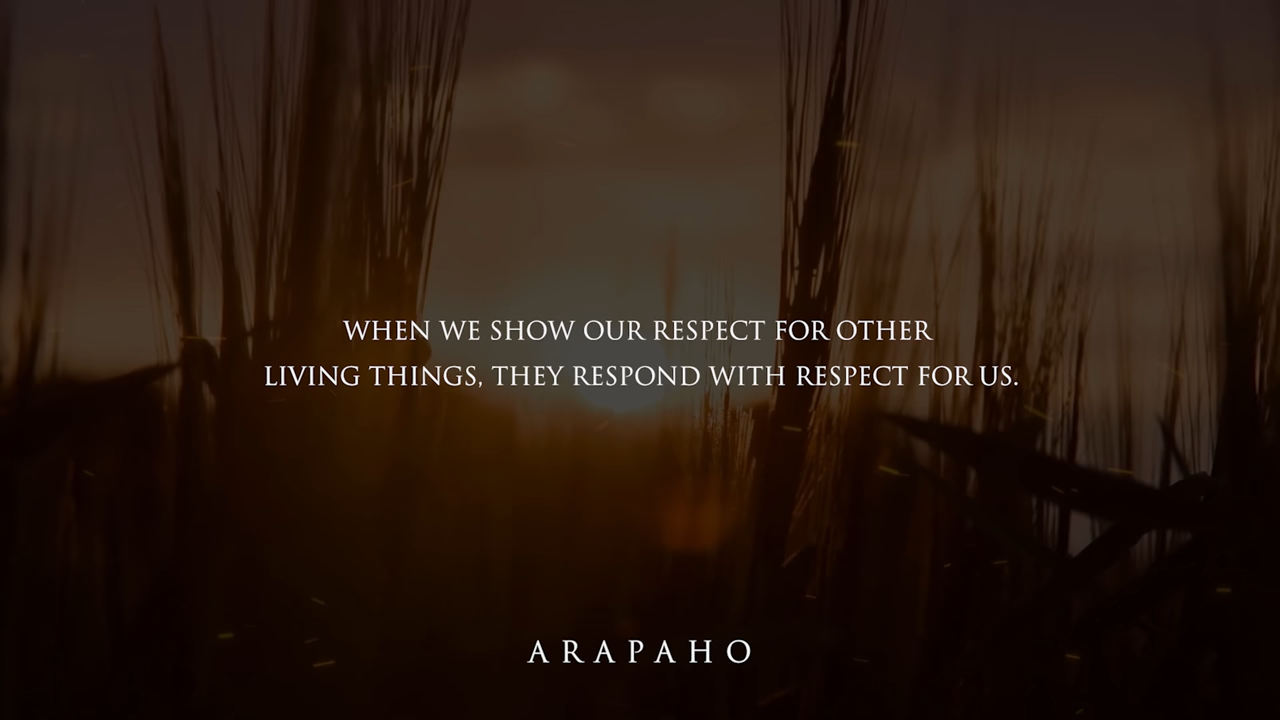 WHEN WE SHOW OUR RESPECT FOR OTHER
LIVING THINGS, THEY RESPOND WITH RESPECT FOR US.
ARAPAHO